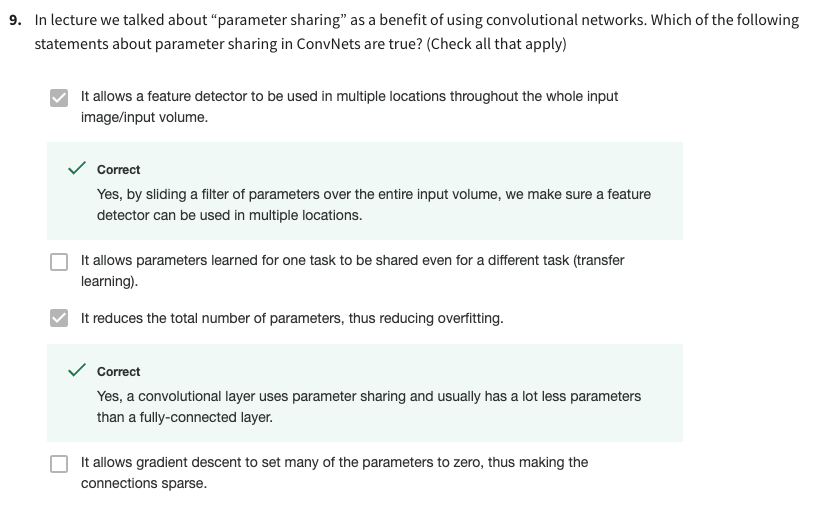 9. In lecture we talked about “parameter sharing” as a benefit of using convolutional networks. Which of the following
statements about parameter sharing in ConvNets are true? (Check all that apply)
It allows a feature detector to be used in multiple locations throughout the whole input
image/input volume.
Correct
Yes, by sliding a filter of parameters over the entire input volume, we make sure a feature
detector can be used in multiple locations.
It allows parameters learned for one task to be shared even for a different task (transfer
learning).
It reduces the total number of parameters, thus reducing overfitting.
Correct
Yes, a convolutional layer uses parameter sharing and usually has a lot less parameters
than a fully-connected layer.
It allows gradient descent to set many of the parameters to zero, thus making the
connections sparse.